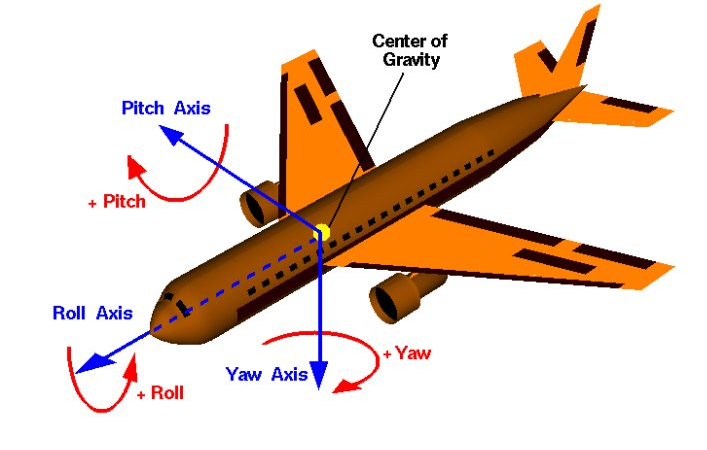 Center of
Gravity
Pitch Axis
+ Pitch
Roll Axis
+ Roll
Yaw Axis
+ Yaw